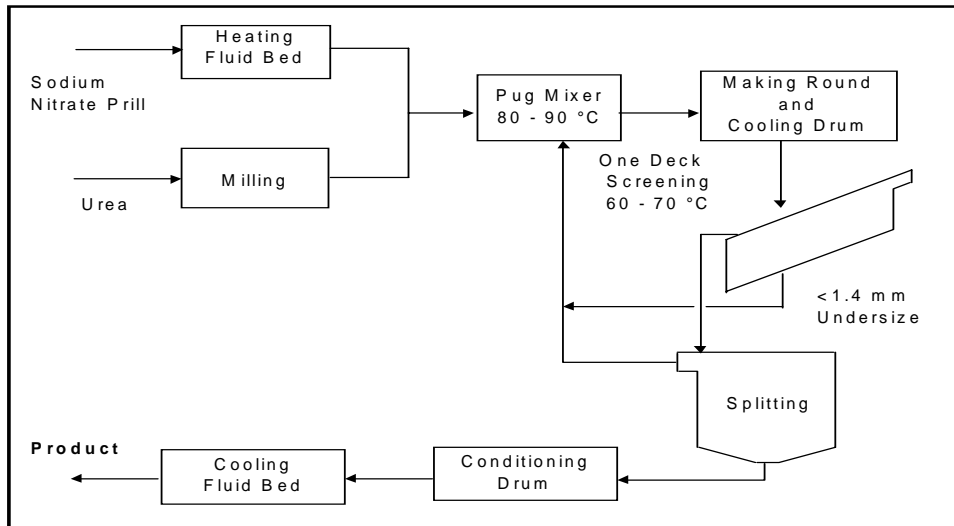 Heating
Fluid Bed
Sodium
Nitrate Prill
Pug Mixer
80 - 90 °C
Making Round
and
Cooling Drum
Milling
Urea
One Deck
Screening
60 - 70 °C
<1.4 mm
Undersize
Splitting
Product
Cooling
Fluid Bed
Conditioning
Drum